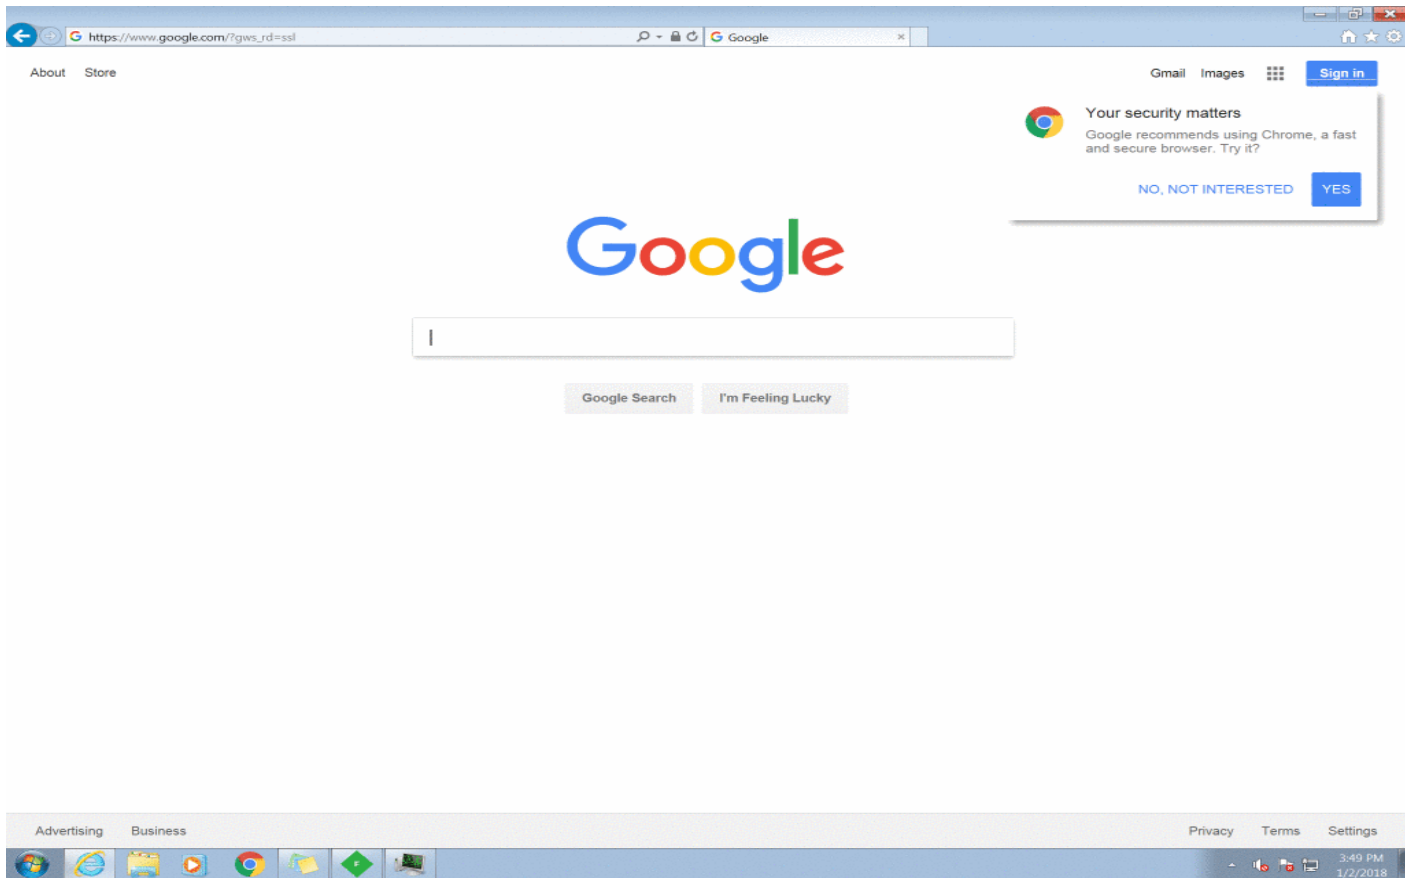 https://www.google.com/?gws_rd=ssl
Google
About Store
Gmail Images Sign in
Your security matters
Google recommends using Chrome, a fast
and secure browser. Try it?
NO, NOT INTERESTED YES
Google
Google Search I'm Feeling Lucky
Advertising Business
Privacy Terms Settings
3:49 PM
1/2/2018